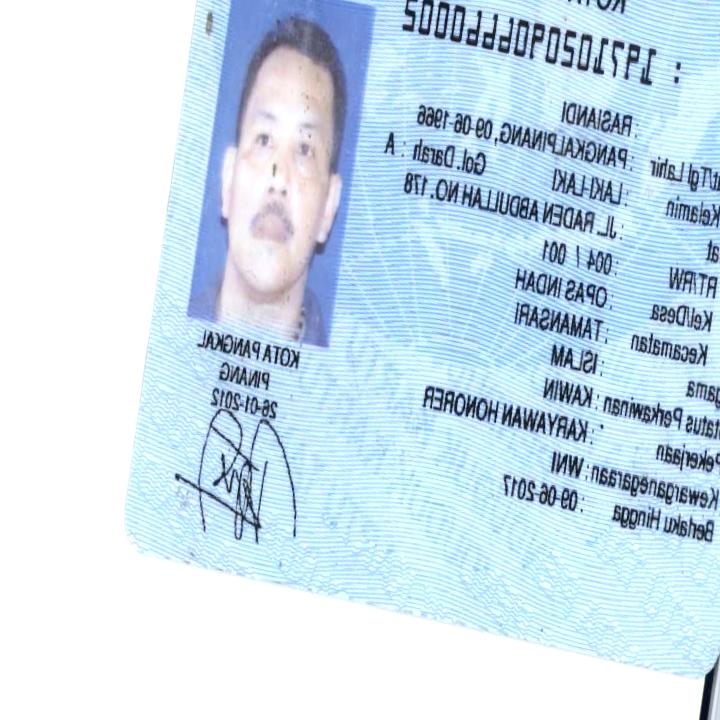 KOTA
: 1971020906660002
: RASIANDI
at/Tgl Lahir : PANGKALPINANG, 09-06-1966
Kelamin : LAKI-LAKI Gol. Darah : A
at : JL. RADEN ABDULLAH NO. 178
RT/RW : 004 / 001
Kel/Desa : OPAS INDAH
Kecamatan : TAMANSARI
gama : ISLAM
tatus Perkawinan : KAWIN
Pekerjaan : KARYAWAN HONORER
Kewarganegaraan : WNI
Berlaku Hingga : 09-06-2017
KOTA PANGKAL
PINANG
26-01-2012